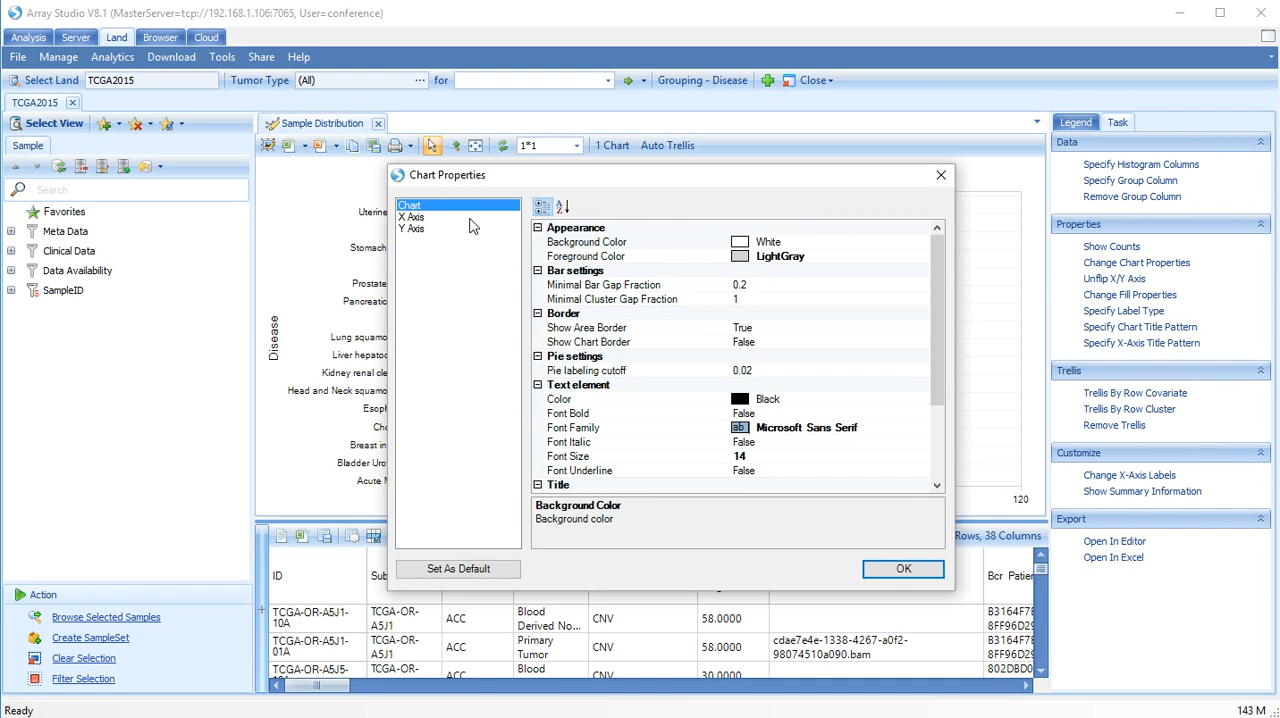 Array Studio V8.1 (MasterServer=tcp://192.168.1.106:7065, User=conference)
Analysis Server Land Browser Cloud
File Manage Analytics Download Tools Share Help
Select Land TCGA2015 Tumor Type (All) ... for Grouping - Disease Close
TCGA2015
Select View
Sample Distribution
Legend Task
Sample
1*1 1 Chart Auto Trellis
Data
Search
Specify Histogram Columns
Specify Group Column
Remove Group Column
Favorites
Meta Data
Clinical Data
Data Availability
SampleID
Properties
Show Counts
Change Chart Properties
Unflip X/Y Axis
Change Fill Properties
Specify Label Type
Specify Chart Title Pattern
Specify X-Axis Title Pattern
Trellis
Trellis By Row Covariate
Trellis By Row Cluster
Remove Trellis
Customize
Change X-Axis Labels
Show Summary Information
Export
Open In Editor
Open In Excel
Disease
Uterine
Stomach
Prostate
Pancreati
Lung squamo
Liver hepatoc
Kidney renal cle
Head and Neck squamo
Esoph
Cho
Breast in
Bladder Uro
Acute M
120
Chart Properties
Chart
X Axis
Y Axis
Appearance
Background Color White
Foreground Color LightGray
Bar settings
Minimal Bar Gap Fraction 0.2
Minimal Cluster Gap Fraction 1
Border
Show Area Border True
Show Chart Border False
Pie settings
Pie labeling cutoff 0.02
Text element
Color Black
Font Bold False
Font Family ab Microsoft Sans Serif
Font Italic False
Font Size 14
Font Underline False
Title
Background Color
Background color
Set As Default OK
Rows, 38 Columns
ID Sub Bcr Patien
TCGA-OR-A5J1-10A TCGA-OR-A5J1 ACC Blood Derived No... CNV 58.0000 B3164F7E 8FF96D29
TCGA-OR-A5J1-01A TCGA-OR-A5J1 ACC Primary Tumor CNV 58.0000 cdae7e4e-1338-4267-a0f2-98074510a090.bam B3164F7E 8FF96D29
TCGA-OR-A5J5- TCGA-OR- ACC Blood CNV 30.0000 802DBD0
Action
Browse Selected Samples
Create SampleSet
Clear Selection
Filter Selection
Ready 143 M